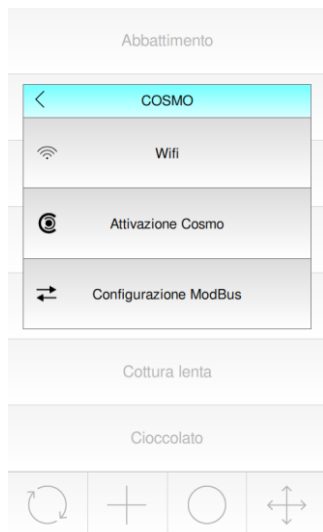 Abbattimento
COSMO
Wifi
Attivazione Cosmo
Configurazione ModBus
Cottura lenta
Cioccolato